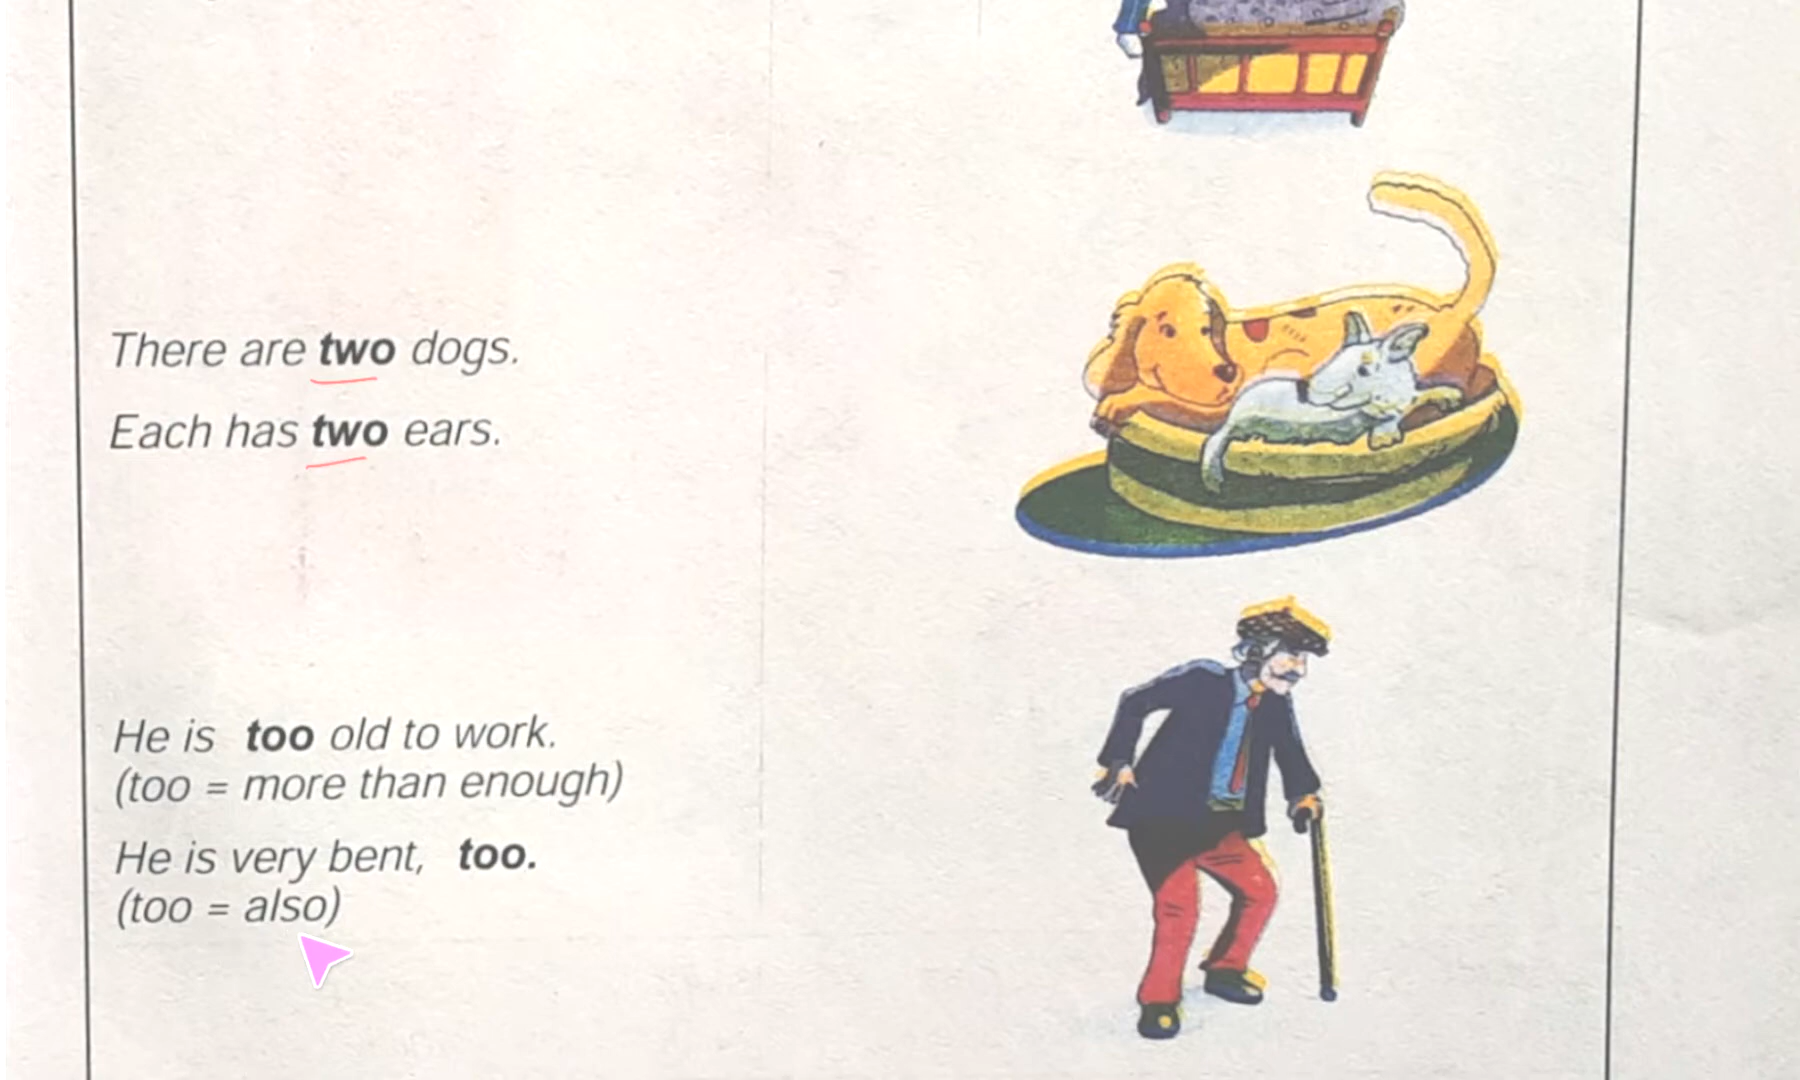 There are two dogs.
Each has two ears.
He is too old to work.
(too = more than enough)
He is very bent, too.
(too = also)